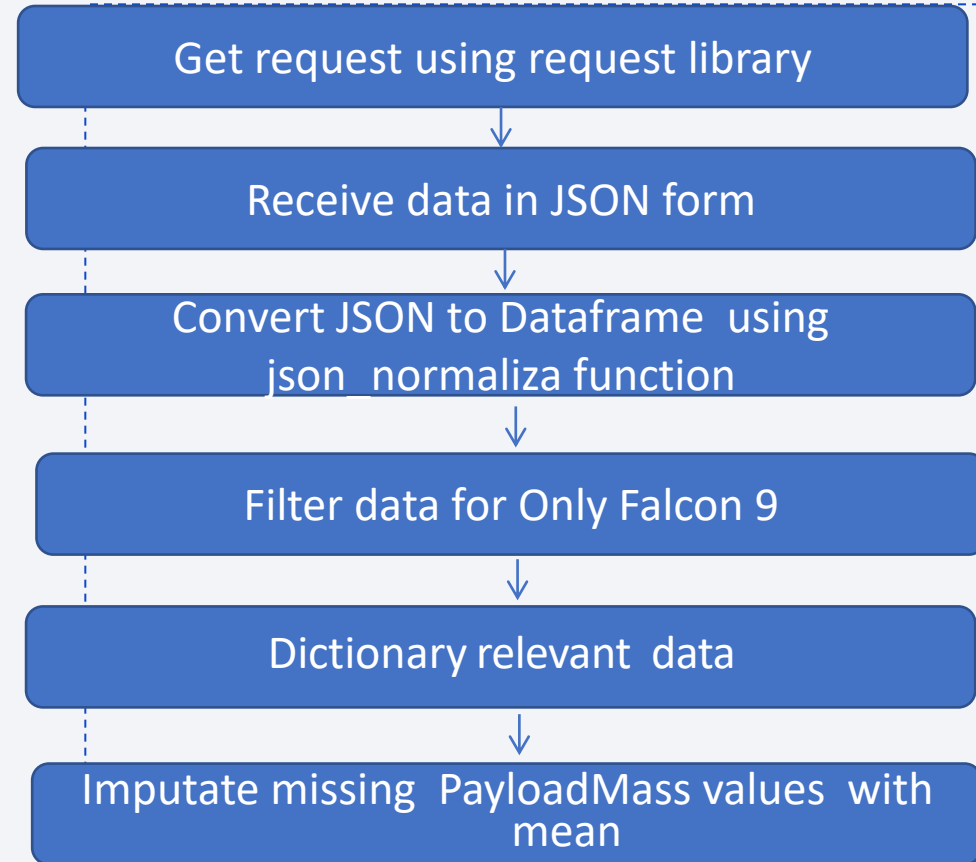 Get request using request library
Receive data in JSON form
Convert JSON to Dataframe using
json_normaliza function
Filter data for Only Falcon 9
Dictionary relevant data
Imputate missing PayloadMass values with
mean